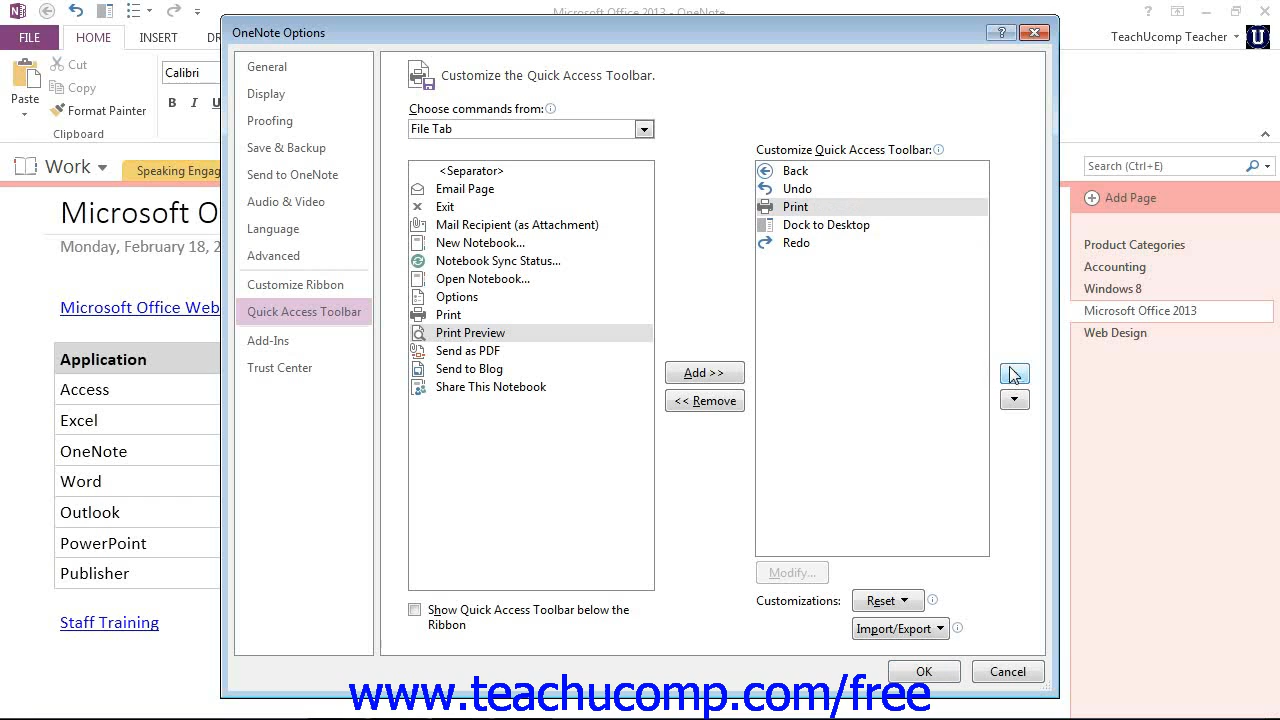 Microsoft Office 2013 - OneNote
FILE
HOME
INSERT
DR
TeachUcomp Teacher
Paste
Cut
Copy
Format Painter
Clipboard
Calibri
B I U
Work
Speaking Engag
Search (Ctrl+E)
Microsoft O
Monday, February 18, 2
Microsoft Office Web
Application
Access
Excel
OneNote
Word
Outlook
PowerPoint
Publisher
Staff Training
OneNote Options
General
Display
Proofing
Save & Backup
Send to OneNote
Audio & Video
Language
Advanced
Customize Ribbon
Quick Access Toolbar
Add-Ins
Trust Center
Customize the Quick Access Toolbar.
Choose commands from:
File Tab
<Separator>
Email Page
Exit
Mail Recipient (as Attachment)
New Notebook...
Notebook Sync Status...
Open Notebook...
Options
Print
Print Preview
Send as PDF
Send to Blog
Share This Notebook
Add >>
<< Remove
Customize Quick Access Toolbar:
Back
Undo
Print
Dock to Desktop
Redo
Modify...
Customizations:
Reset
Import/Export
Show Quick Access Toolbar below the
Ribbon
OK
Cancel
Add Page
Product Categories
Accounting
Windows 8
Microsoft Office 2013
Web Design
www.teachucomp.com/free